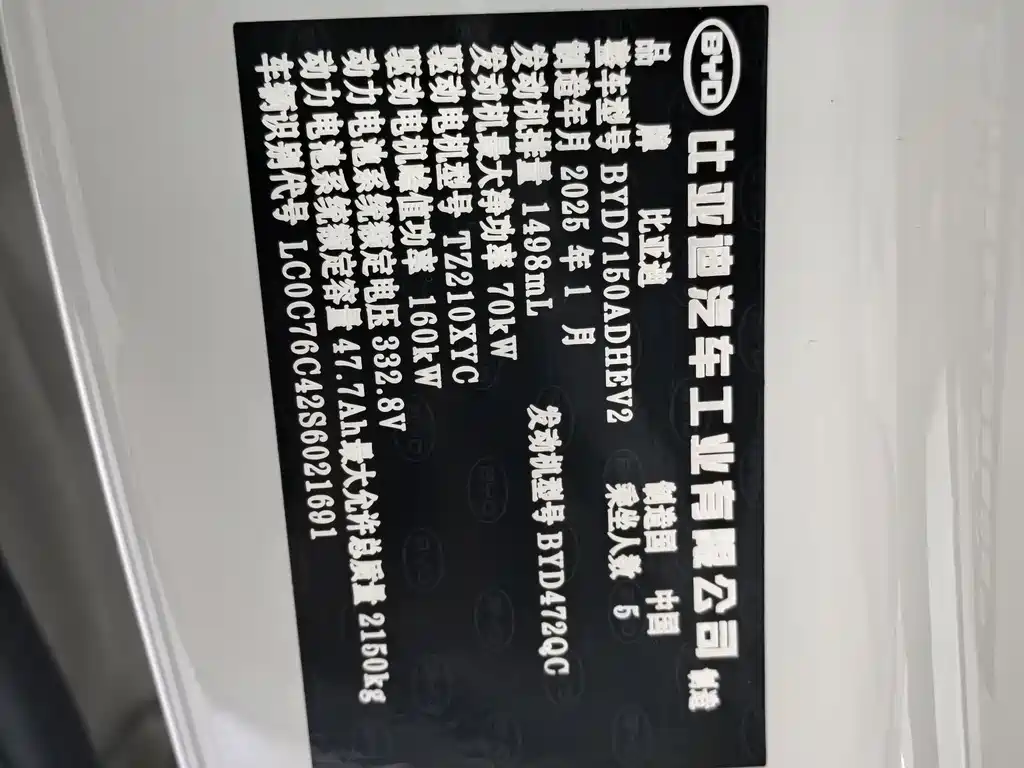 BYD 比亚迪汽车工业有限公司 制造
品牌 比亚迪 制造国 中国
整车型号 BYD7150ADHEV2 乘坐人数 5
制造年月 2025年1月
发动机排量 1498mL 发动机型号 BYD472QC
发动机最大净功率 70kW
驱动电机型号 TZ210XYC
驱动电机峰值功率 160kW
动力电池系统额定电压 332.8V
动力电池系统额定容量 47.7Ah 最大允许总质量 2150kg
车辆识别代号 LC0C76C42S6021691